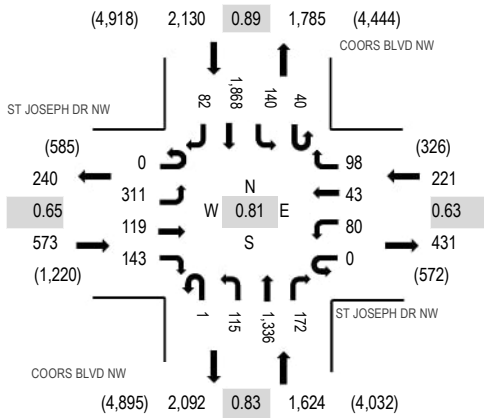 (4,918) 2,130 0.89 1,785 (4,444)
COORS BLVD NW
82 1,868 140 40
ST JOSEPH DR NW
(585) (326)
0 98
240 221
311 N 43
0.65 W 0.81 E 0.63
119 80
573 S 431
143 0
(1,220) (572)
1 115 1,336 172
ST JOSEPH DR NW
COORS BLVD NW
(4,895) 2,092 0.83 1,624 (4,032)